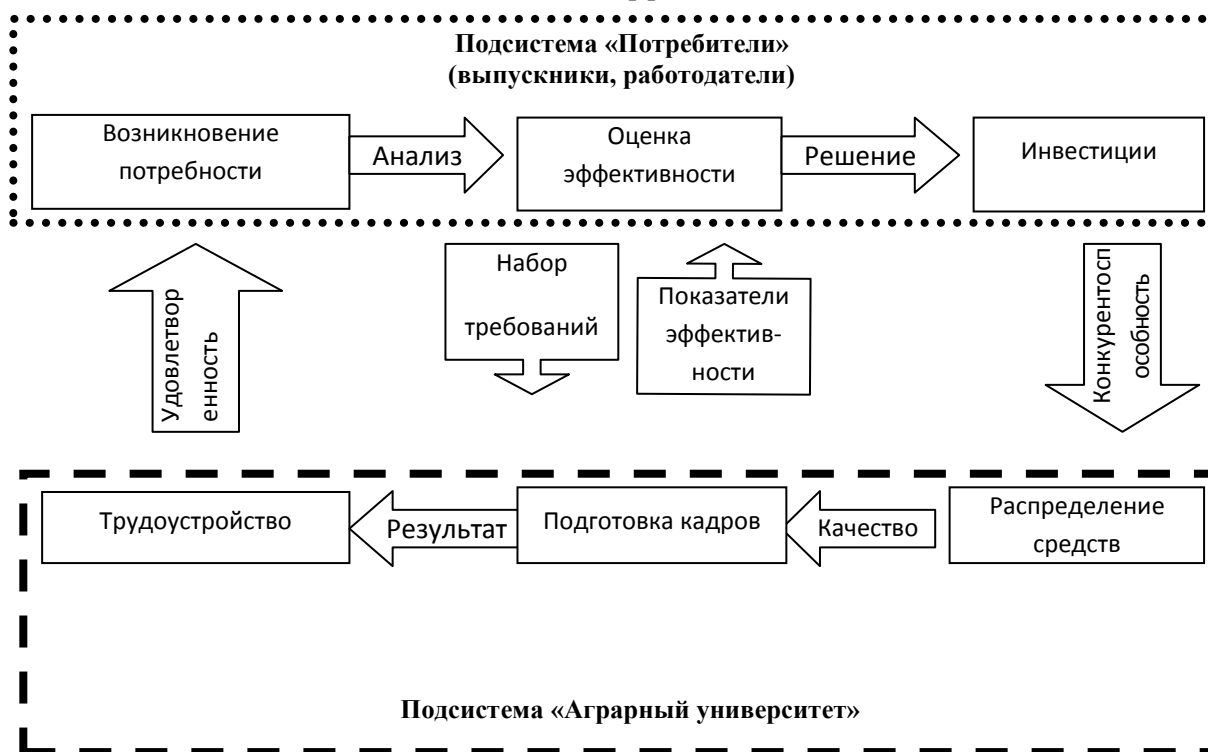 Подсистема «Потребители»
(выпускники, работодатели)
Возникновение
потребности
Анализ
Оценка
эффективности
Решение
Инвестиции
Удовлетвор
енность
Набор
требований
Показатели
эффектив-
ности
Конкурентосп
особность
Трудоустройство
Результат
Подготовка кадров
Качество
Распределение
средств
Подсистема «Аграрный университет»